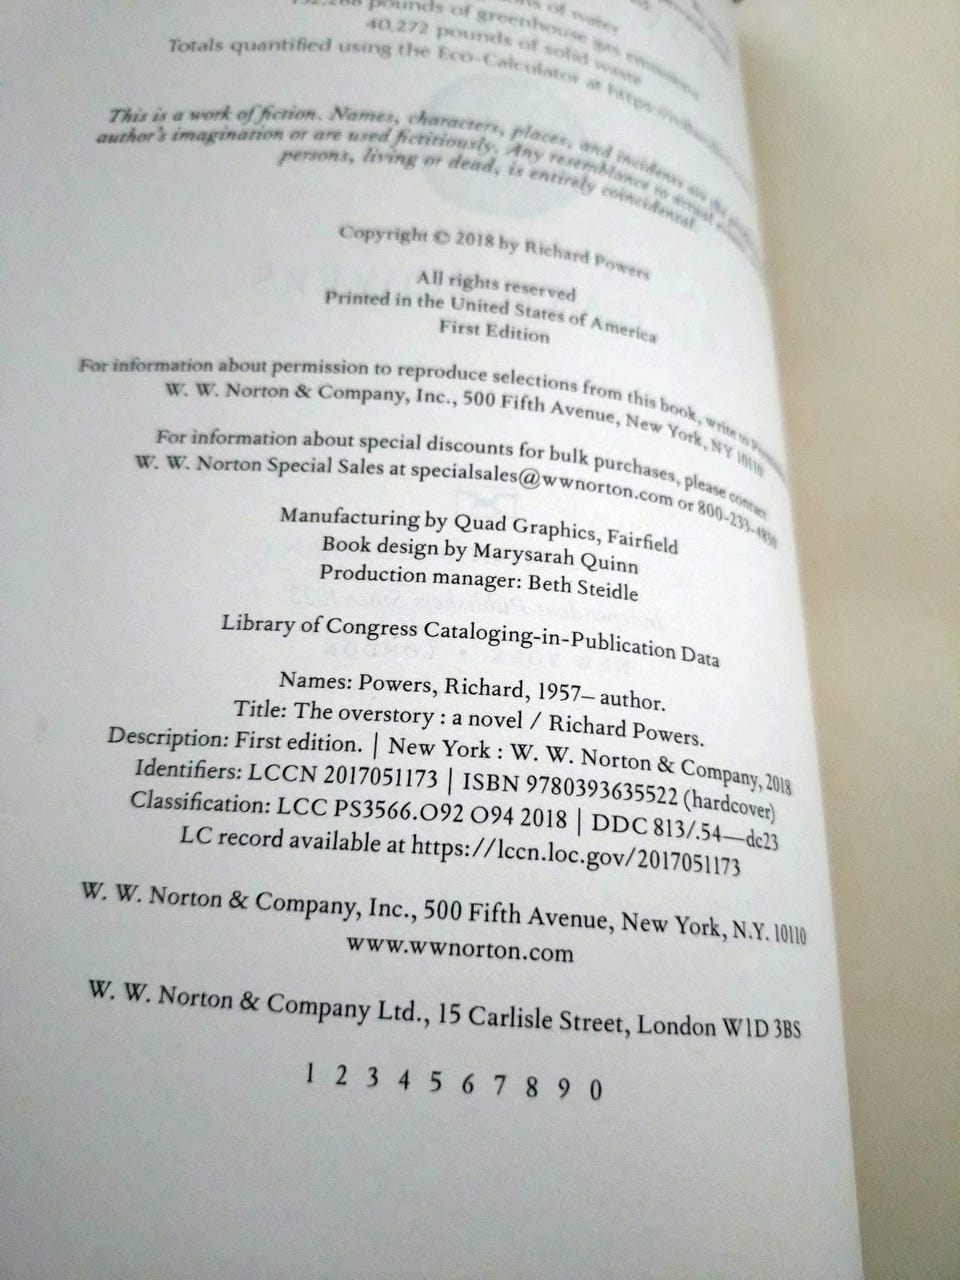 pounds of greenhouse gas emissions
40,272 pounds of solid waste
Totals quantified using the Eco-Calculator at
This is a work of fiction. Names, characters, places, and incidents are the
author's imagination or are used fictitiously. Any resemblance to actual
persons, living or dead, is entirely coincidental.
Copyright © 2018 by Richard Powers
All rights reserved
Printed in the United States of America
First Edition
For information about permission to reproduce selections from this book, write to
W. W. Norton & Company, Inc., 500 Fifth Avenue, New York, NY 10110
For information about special discounts for bulk purchases, please contact
W. W. Norton Special Sales at specialsales@wwnorton.com or 800-233-4830
Manufacturing by Quad Graphics, Fairfield
Book design by Marysarah Quinn
Production manager: Beth Steidle
Library of Congress Cataloging-in-Publication Data
Names: Powers, Richard, 1957– author.
Title: The overstory : a novel / Richard Powers.
Description: First edition. | New York : W. W. Norton & Company, 2018
Identifiers: LCCN 2017051173 | ISBN 9780393635522 (hardcover)
Classification: LCC PS3566.O92 O94 2018 | DDC 813/.54—dc23
LC record available at https://lccn.loc.gov/2017051173
W. W. Norton & Company, Inc., 500 Fifth Avenue, New York, N.Y. 10110
www.wwnorton.com
W. W. Norton & Company Ltd., 15 Carlisle Street, London W1D 3BS
1 2 3 4 5 6 7 8 9 0